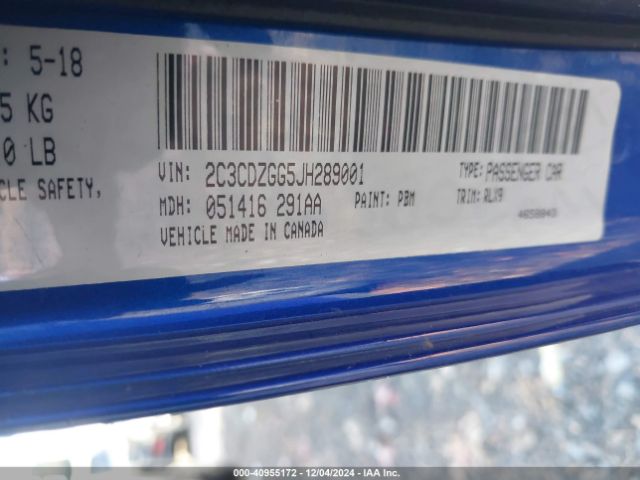 : 5-18
5 KG
0 LB
CLE SAFETY,
VIN: 2C3CDZGG5JH289001
TYPE: PASSENGER CAR
MDH: 051416 291AA
PAINT: PBM
TRIM: RLX9
VEHICLE MADE IN CANADA
000 - 40955172 - 12/04/2024 - IAA Inc.